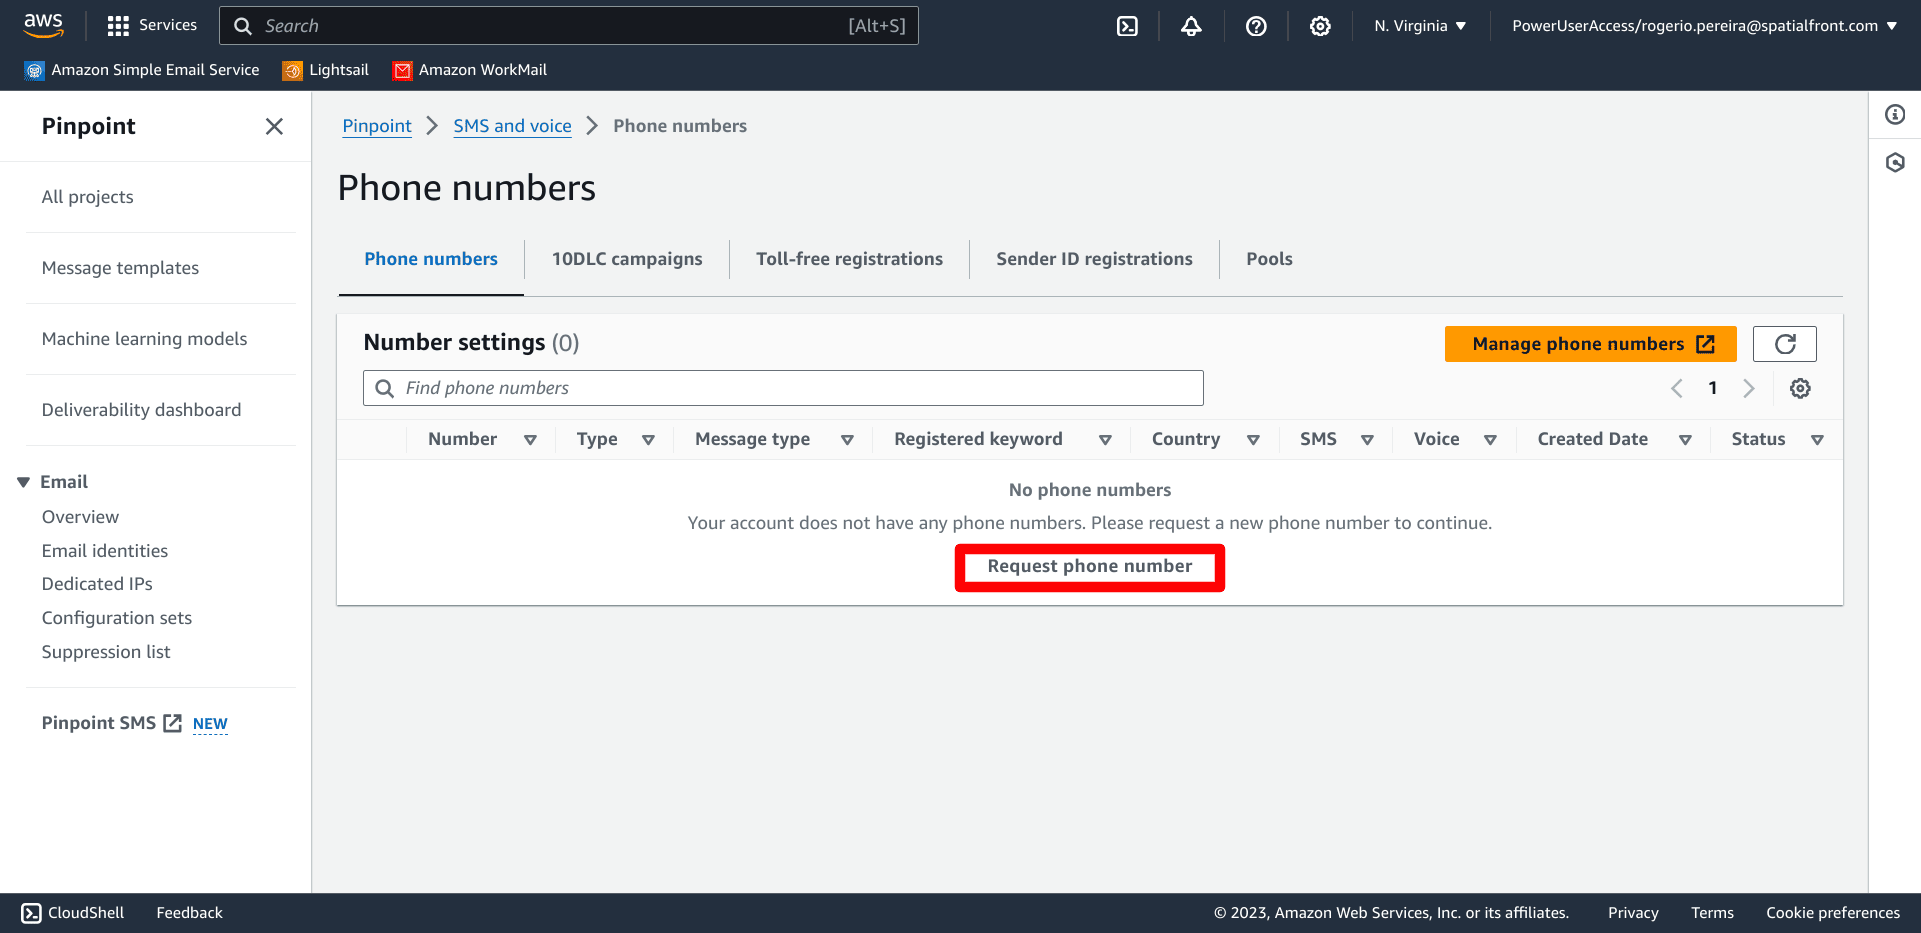 aws
Services
Search
[Alt+S]
N. Virginia
PowerUserAccess/rogerio.pereira@spatialfront.com
Amazon Simple Email Service
Lightsail
Amazon WorkMail
Pinpoint
All projects
Message templates
Machine learning models
Deliverability dashboard
Email
Overview
Email identities
Dedicated IPs
Configuration sets
Suppression list
Pinpoint SMS NEW
Pinpoint
SMS and voice
Phone numbers
Phone numbers
Phone numbers
10DLC campaigns
Toll-free registrations
Sender ID registrations
Pools
Number settings (0)
Manage phone numbers
Find phone numbers
1
Number
Type
Message type
Registered keyword
Country
SMS
Voice
Created Date
Status
No phone numbers
Your account does not have any phone numbers. Please request a new phone number to continue.
Request phone number
CloudShell
Feedback
© 2023, Amazon Web Services, Inc. or its affiliates.
Privacy
Terms
Cookie preferences